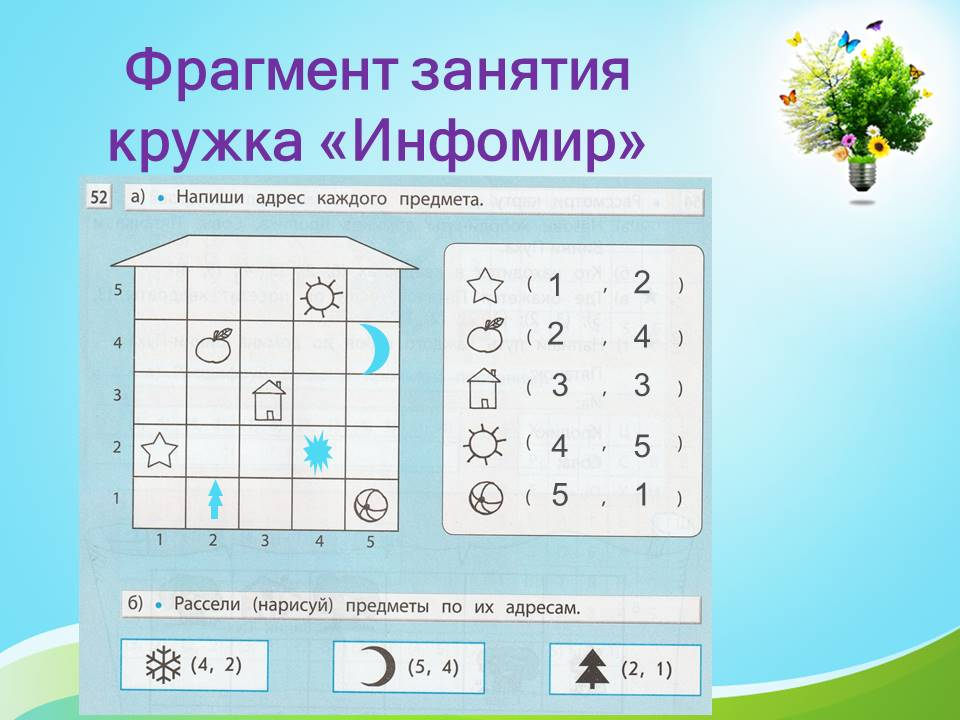 Фрагмент занятия
кружка «Инфомир»
52 а) • Напиши адрес каждого предмета.
5
4
3
2
1
1 2 3 4 5
( 1 , 2 )
( 2 , 4 )
( 3 , 3 )
( 4 , 5 )
( 5 , 1 )
б) • Рассели (нарисуй) предметы по их адресам.
(4, 2) (5, 4) (2, 1)